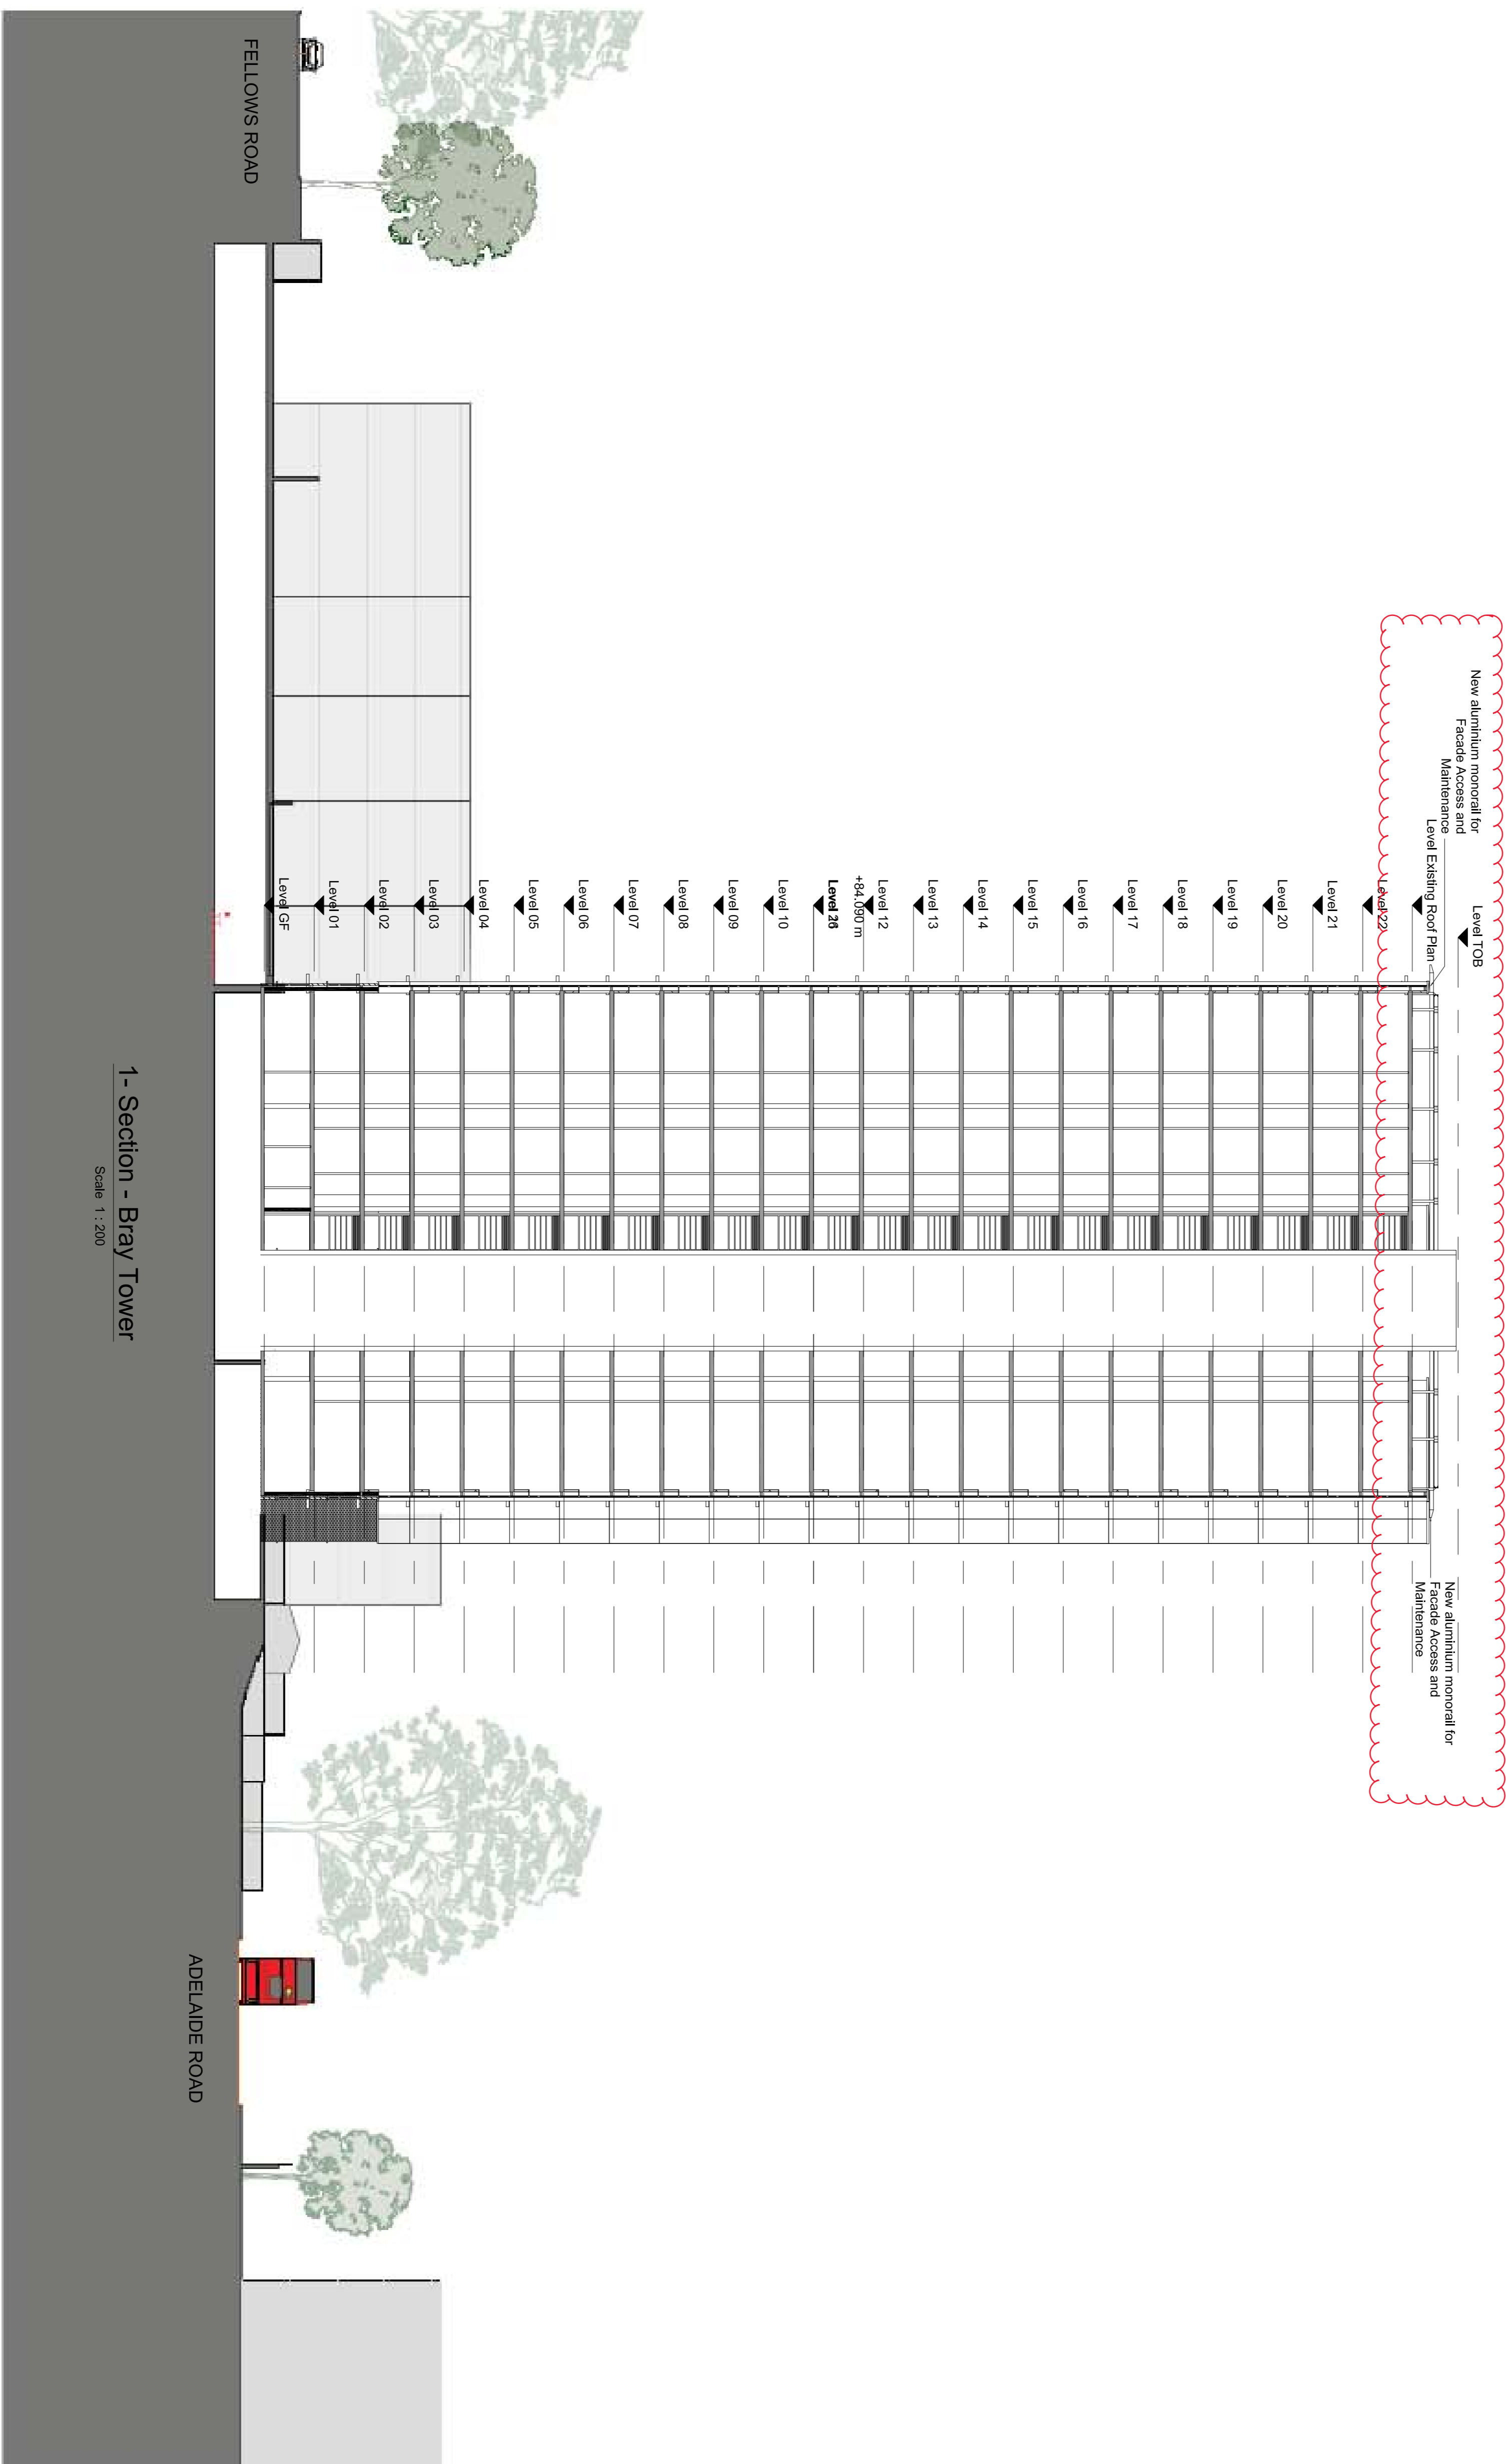 New aluminium monorail for
Facade Access and
Maintenance
Level TOB
Level Existing Roof Plan
New aluminium monorail for
Facade Access and
Maintenance
Level 22
Level 21
Level 20
Level 19
Level 18
Level 17
Level 16
Level 15
Level 14
Level 13
Level 12
+84.090 m
Level
Level 10
Level 09
Level 08
Level 07
Level 06
Level 05
Level 04
Level 03
Level 02
Level 01
Level GF
FELLOWS ROAD
ADELAIDE ROAD
1- Section - Bray Tower
Scale 1 : 200